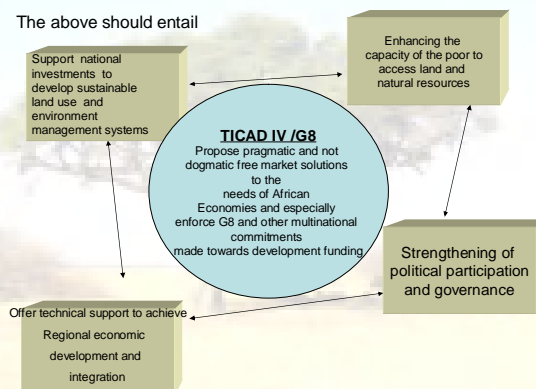 The above should entail
Support national
investments to
develop sustainable
land use and
environment
management systems
Enhancing the
capacity of the poor to
access land and
natural resources
TICAD IV /G8
Propose pragmatic and not
dogmatic free market solutions
to the
needs of African
Economies and especially
enforce G8 and other multinational
commitments
made towards development funding
Strengthening of
political participation
and governance
Offer technical support to achieve
Regional economic
development and
integration